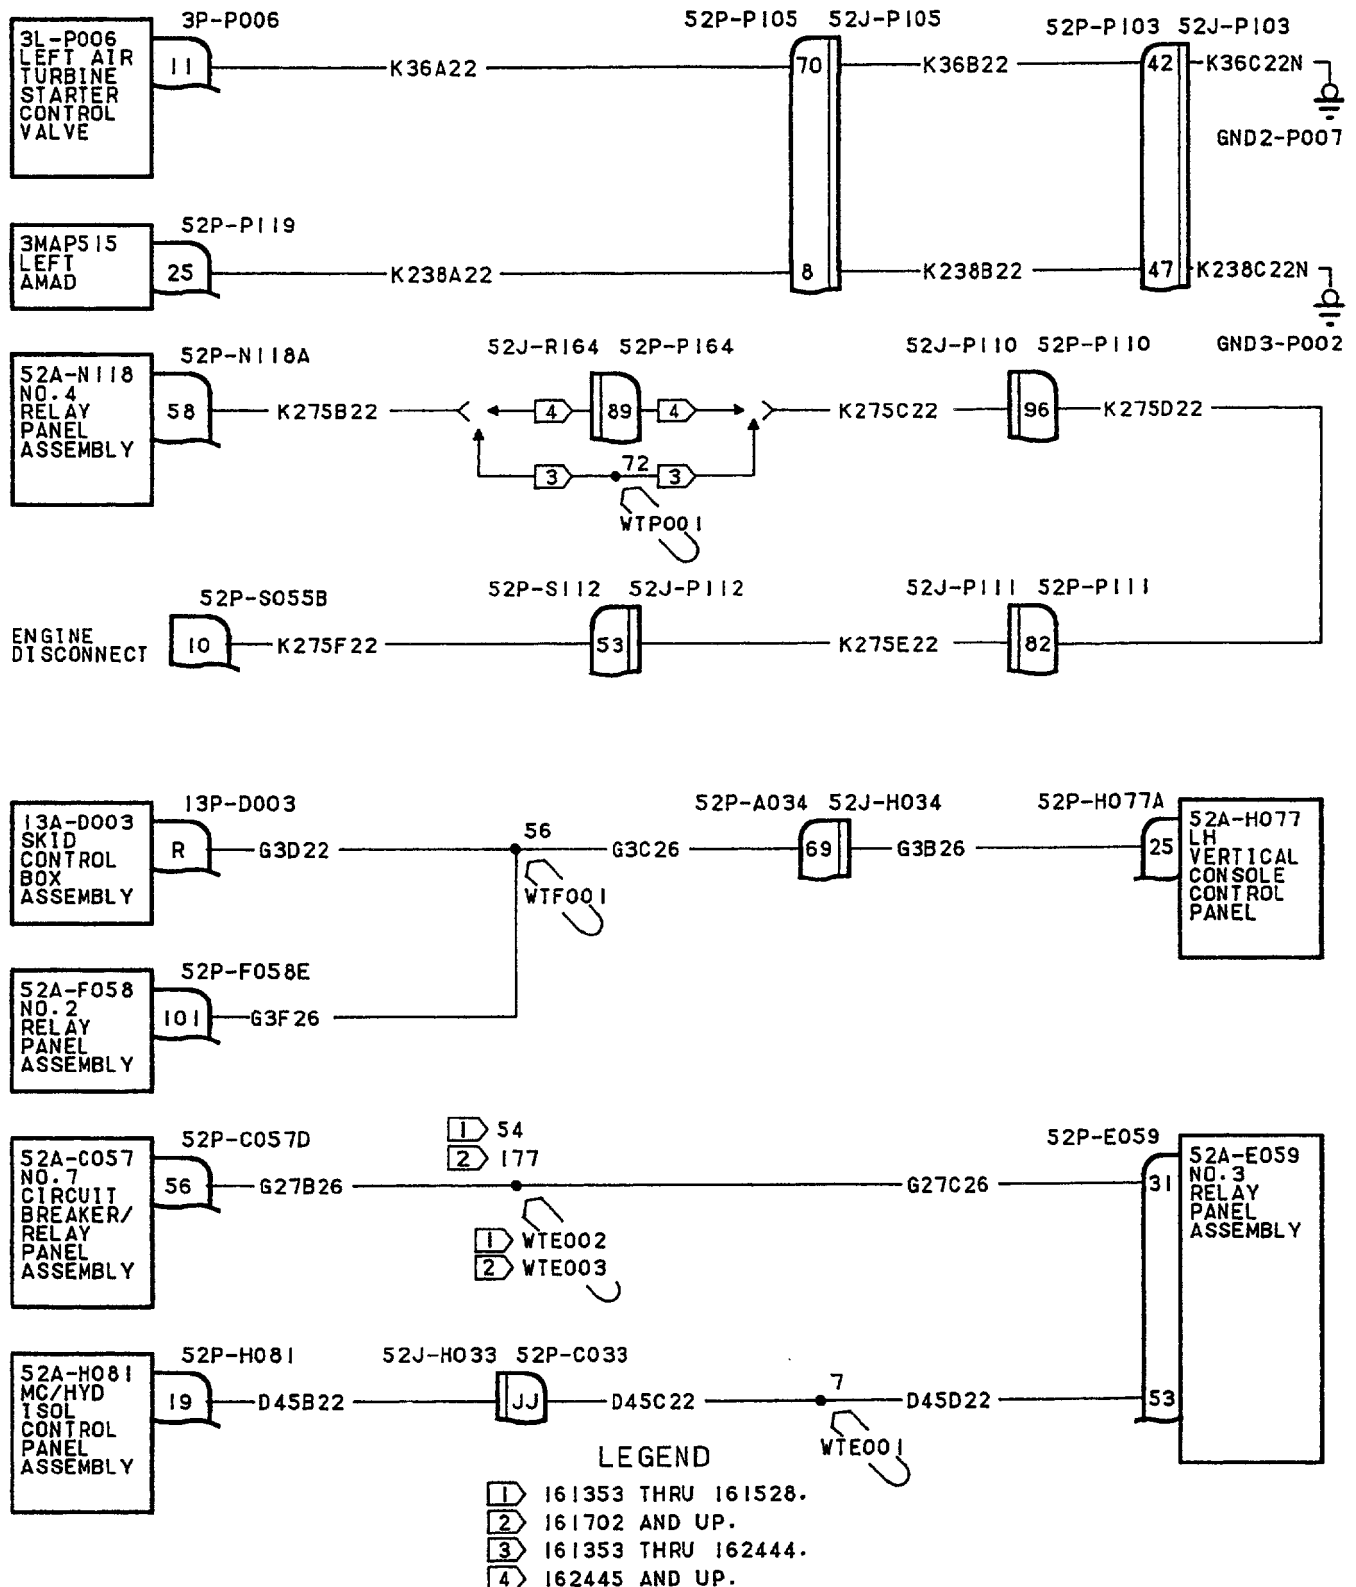 3P-P006
52P-P105 52J-P105
52P-P103 52J-P103
3L-P006
LEFT AIR
TURBINE
STARTER
CONTROL
VALVE
11
K36A22
70
K36B22
42
K36C22N
GND2-P007
52P-P119
3MAP515
LEFT
AMAD
25
K238A22
8
K238B22
47
K238C22N
GND3-P002
52P-N118A
52J-R164 52P-P164
52J-P110 52P-P110
52A-N118
NO.4
RELAY
PANEL
ASSEMBLY
58
K275B22
4
89
4
K275C22
96
K275D22
3
72
3
WTP001
52P-S055B
52P-S112 52J-P112
52J-P111 52P-P111
ENGINE
DISCONNECT
10
K275F22
53
K275E22
82
13P-D003
52P-A034 52J-H034
52P-H077A
13A-D003
SKID
CONTROL
BOX
ASSEMBLY
R
G3D22
56
WTF001
G3C26
69
G3B26
25
52A-H077
LH
VERTICAL
CONSOLE
CONTROL
PANEL
52P-F058E
52A-F058
NO.2
RELAY
PANEL
ASSEMBLY
101
G3F26
52P-C057D
1 54
2 177
52P-E059
52A-C057
NO.7
CIRCUIT
BREAKER/
RELAY
PANEL
ASSEMBLY
56
G27B26
1 WTE002
2 WTE003
G27C26
31
52A-E059
NO.3
RELAY
PANEL
ASSEMBLY
52P-H081
52J-H033 52P-C033
52A-H081
MC/HYD
ISOL
CONTROL
PANEL
ASSEMBLY
19
D45B22
JJ
D45C22
7
WTE001
D45D22
53
LEGEND
1 161353 THRU 161528.
2 161702 AND UP.
3 161353 THRU 162444.
4 162445 AND UP.